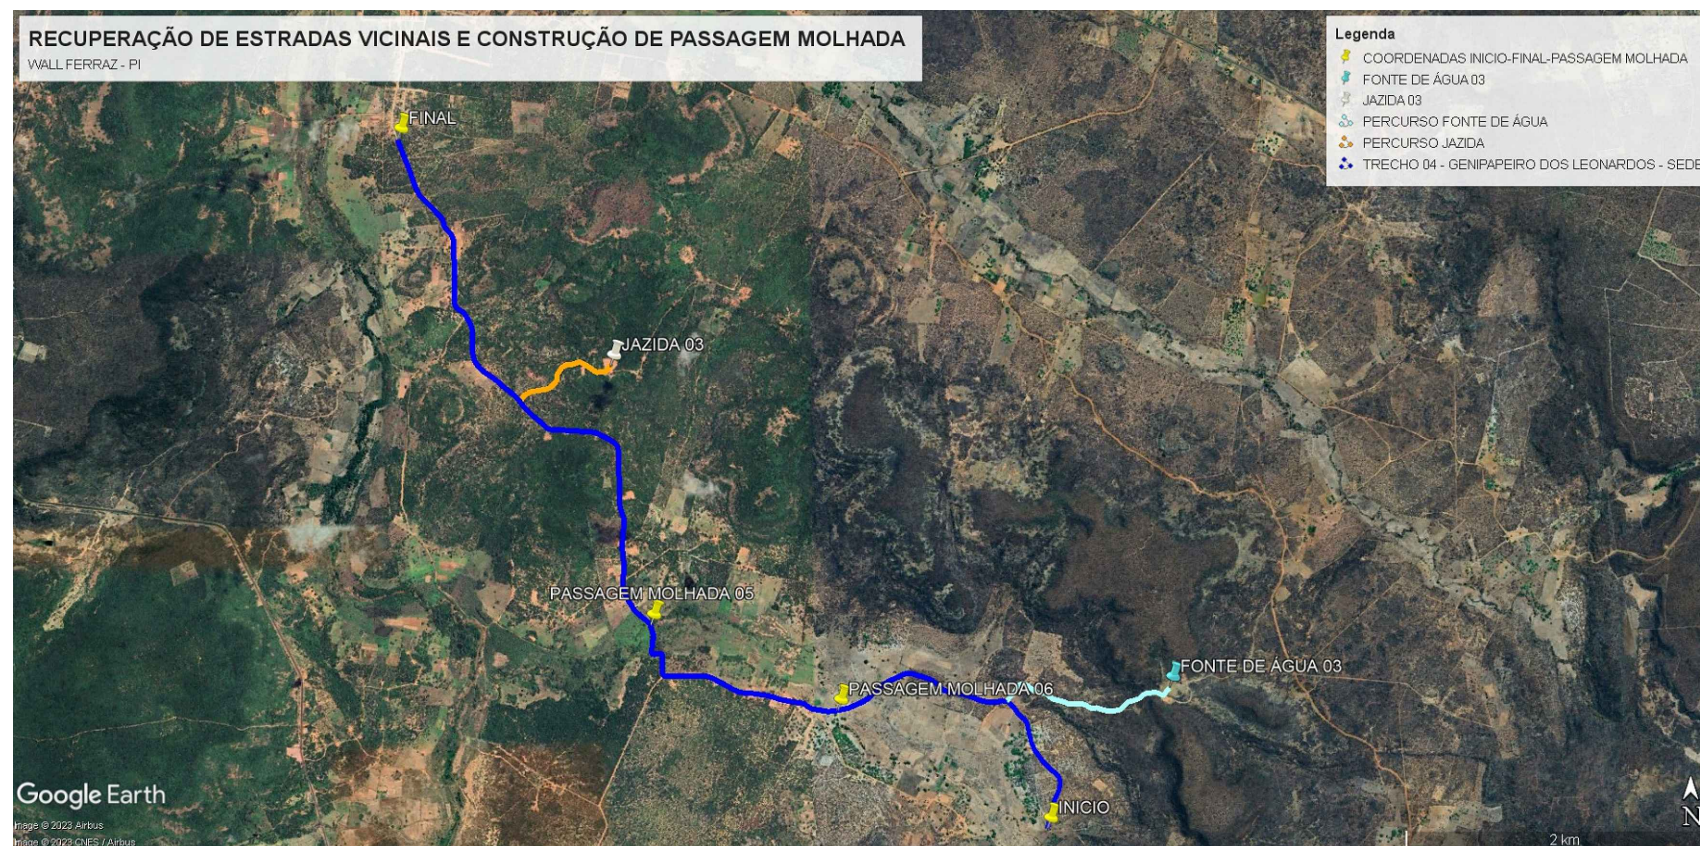 RECUPERAÇÃO DE ESTRADAS VICINAIS E CONSTRUÇÃO DE PASSAGEM MOLHADA
WALL FERRAZ - PI
Legenda
COORDENADAS INICIO-FINAL-PASSAGEM MOLHADA
FONTE DE ÁGUA 03
JAZIDA 03
PERCURSO FONTE DE ÁGUA
PERCURSO JAZIDA
TRECHO 04 - GENIPAPEIRO DOS LEONARDOS - SEDE
FINAL
JAZIDA 03
PASSAGEM MOLHADA 05
FONTE DE ÁGUA 03
PASSAGEM MOLHADA 06
INICIO
Google Earth
Image © 2023 Airbus
Image © 2023 CNES / Airbus
N
2 km